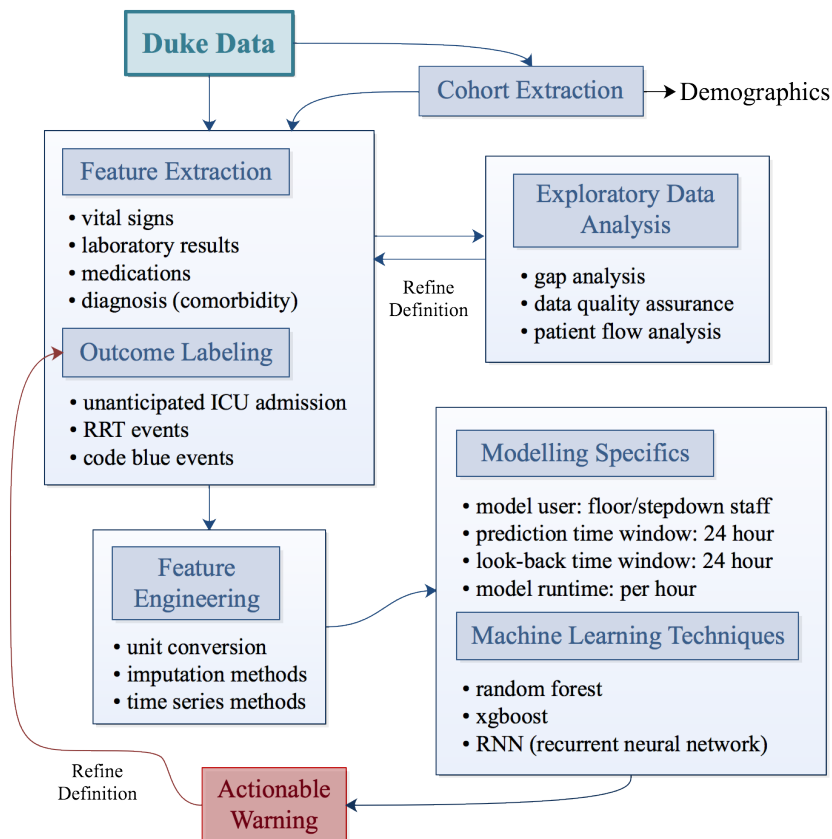 Duke Data
Cohort Extraction
Demographics
Feature Extraction
• vital signs
• laboratory results
• medications
• diagnosis (comorbidity)
Outcome Labeling
• unanticipated ICU admission
• RRT events
• code blue events
Exploratory Data
Analysis
• gap analysis
• data quality assurance
• patient flow analysis
Refine
Definition
Feature
Engineering
• unit conversion
• imputation methods
• time series methods
Modelling Specifics
• model user: floor/stepdown staff
• prediction time window: 24 hour
• look-back time window: 24 hour
• model runtime: per hour
Machine Learning Techniques
• random forest
• xgboost
• RNN (recurrent neural network)
Refine
Definition
Actionable
Warning